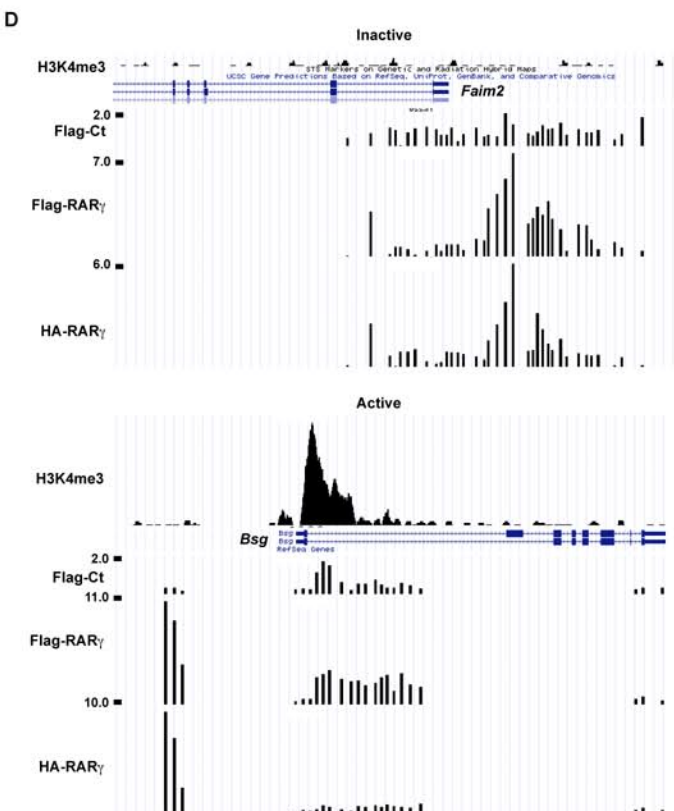 D
Inactive
H3K4me3
STS Markers on Genetic and Radiation Hybrid Maps
UCSC Gene Predictions Based on RefSeq, UniProt, GenBank, and Comparative Genomics
Faim2
2.0
Flag-Ct
7.0
Flag-RARγ
6.0
HA-RARγ
Active
H3K4me3
Bsg
Bsg
Bsg
RefSeq Genes
2.0
Flag-Ct
11.0
Flag-RARγ
10.0
HA-RARγ